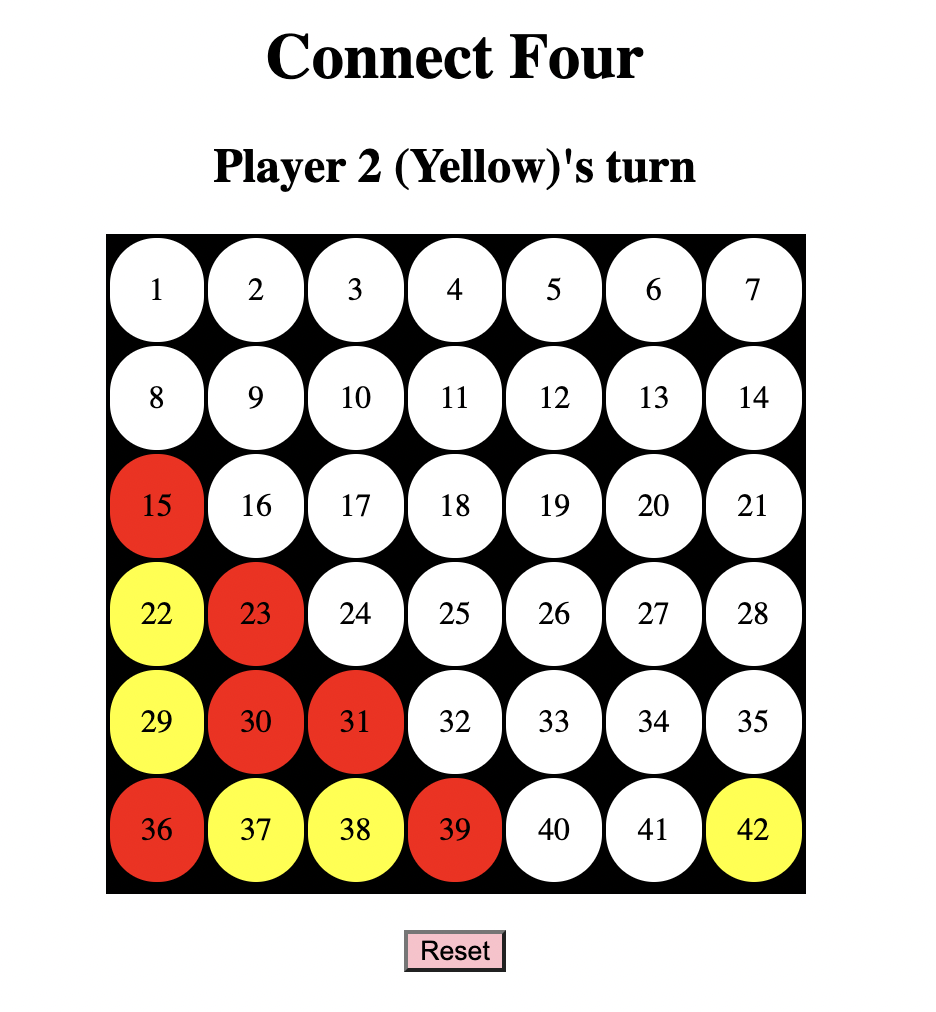 Connect Four
Player 2 (Yellow)'s turn
1 2 3 4 5 6 7
8 9 10 11 12 13 14
15 16 17 18 19 20 21
22 23 24 25 26 27 28
29 30 31 32 33 34 35
36 37 38 39 40 41 42
Reset